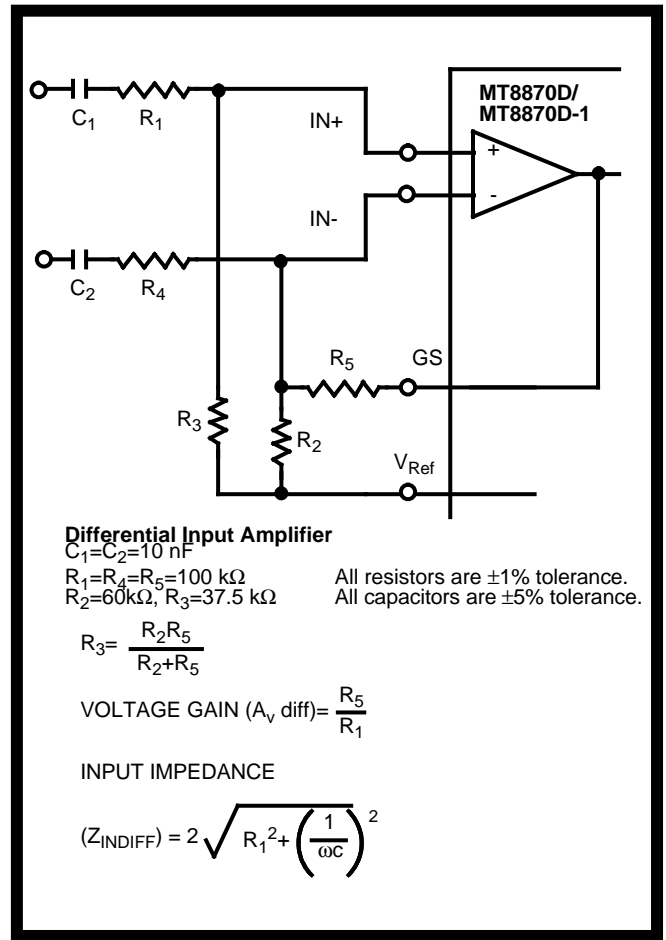 MT8870D/
MT8870D-1
C₁
R₁
IN+
+
-
IN-
C₂
R₄
R₅
GS
R₃
R₂
V_Ref
Differential Input Amplifier
C₁=C₂=10 nF
R₁=R₄=R₅=100 kΩ All resistors are ±1% tolerance.
R₂=60kΩ, R₃=37.5 kΩ All capacitors are ±5% tolerance.
R₃= R₂R₅ / R₂+R₅
VOLTAGE GAIN (Aᵥ diff)= R₅ / R₁
INPUT IMPEDANCE
(Z_INDIFF) = 2 √ R₁²+ (1 / ωc)²